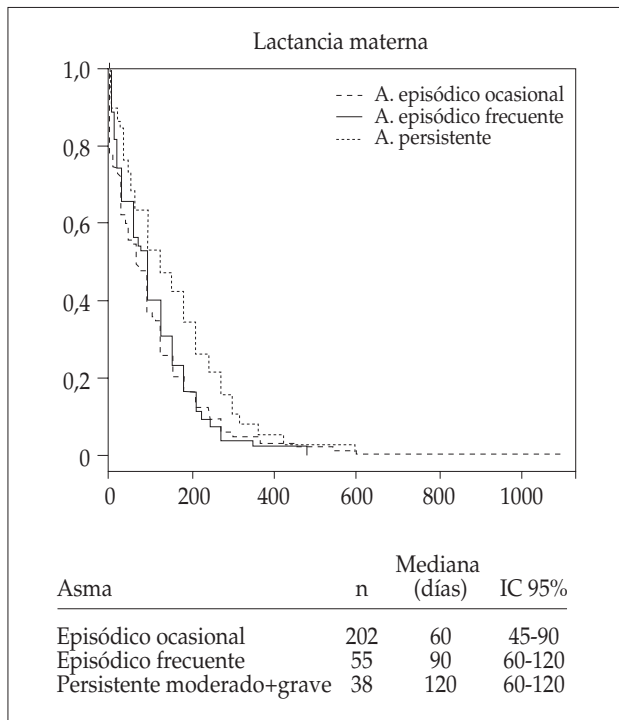 Lactancia materna
A. episódico ocasional
A. episódico frecuente
A. persistente
1,0
0,8
0,6
0,4
0,2
0
0 200 400 600 800 1000
Asma n Mediana (días) IC 95%
Episódico ocasional 202 60 45-90
Episódico frecuente 55 90 60-120
Persistente moderado+grave 38 120 60-120